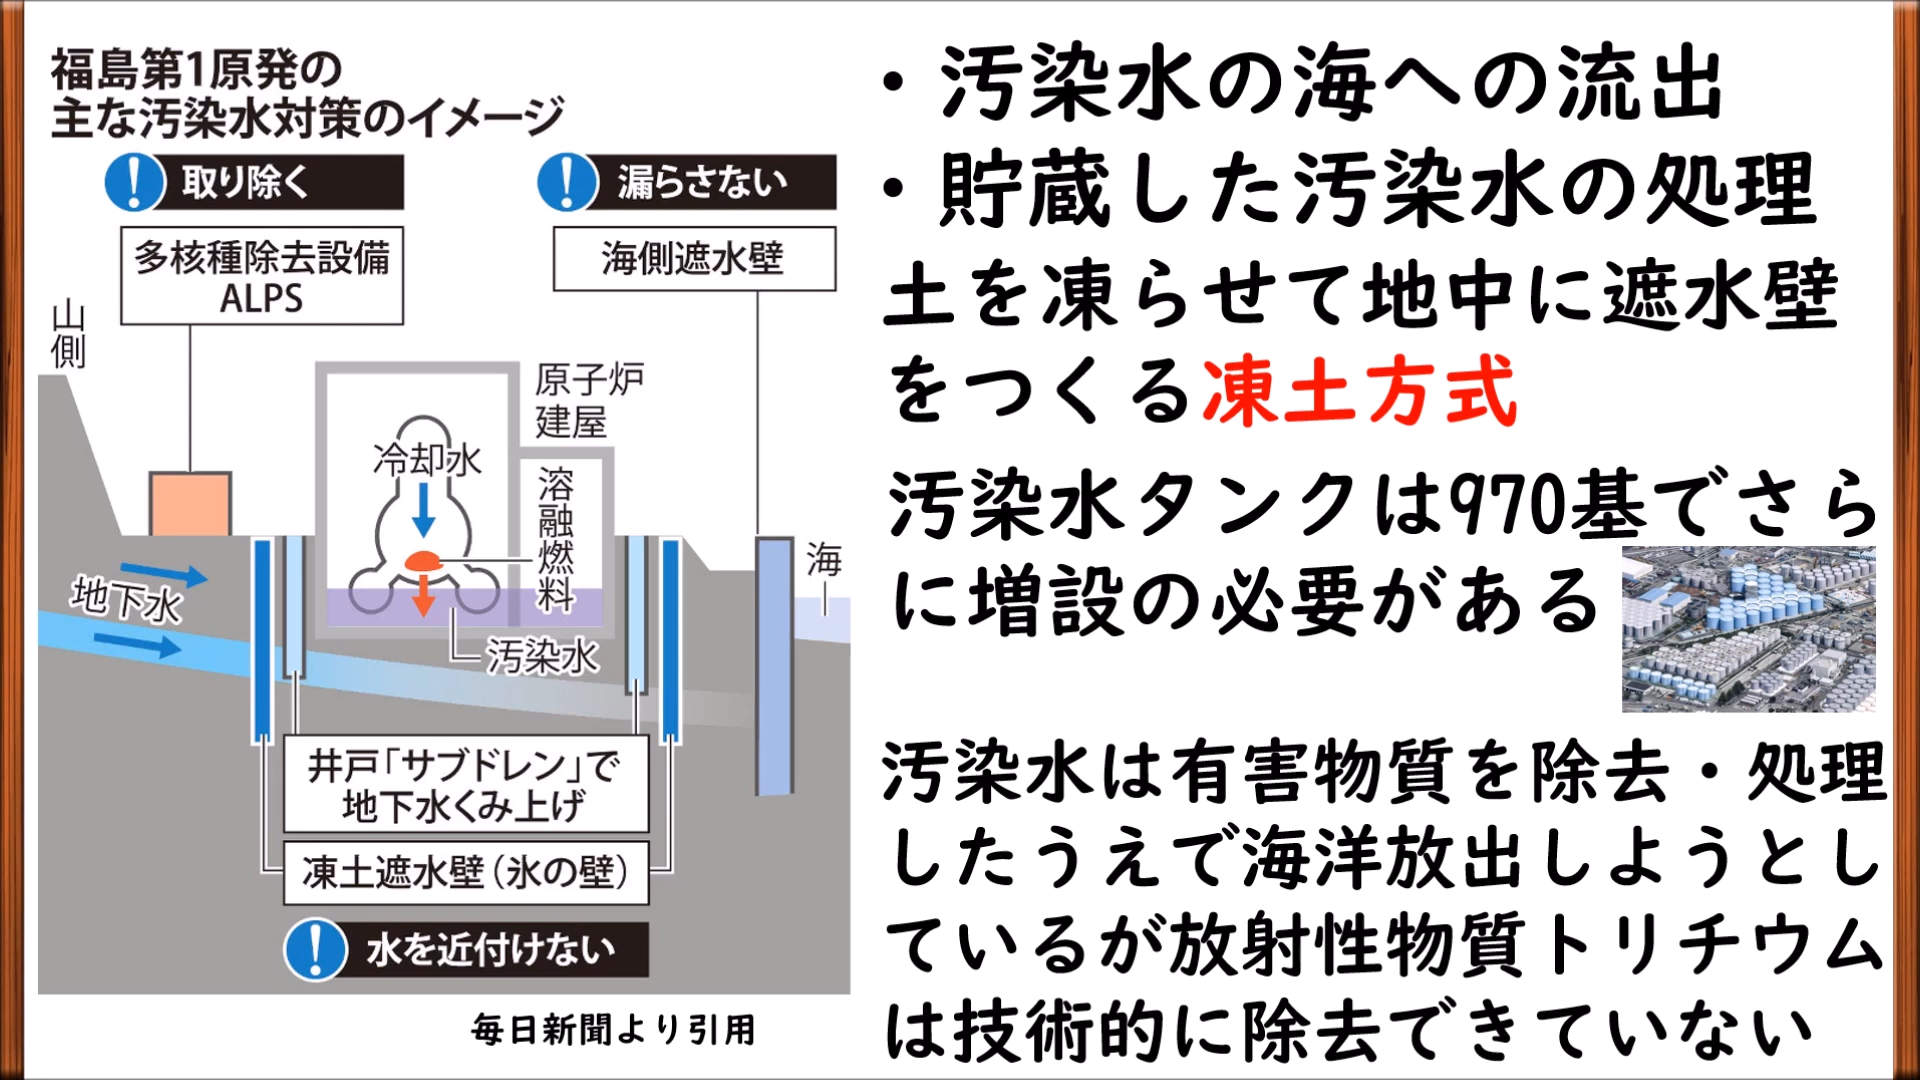 福島第1原発の
主な汚染水対策のイメージ
! 取り除く
多核種除去設備
ALPS
! 漏らさない
海側遮水壁
山側
原子炉
建屋
冷却水
溶融燃料
海
地下水
汚染水
井戸「サブドレン」で
地下水くみ上げ
凍土遮水壁(氷の壁)
! 水を近付けない
毎日新聞より引用
・汚染水の海への流出
・貯蔵した汚染水の処理
土を凍らせて地中に遮水壁
をつくる凍土方式
汚染水タンクは970基でさら
に増設の必要がある
汚染水は有害物質を除去・処理
したうえで海洋放出しようとし
ているが放射性物質トリチウム
は技術的に除去できていない